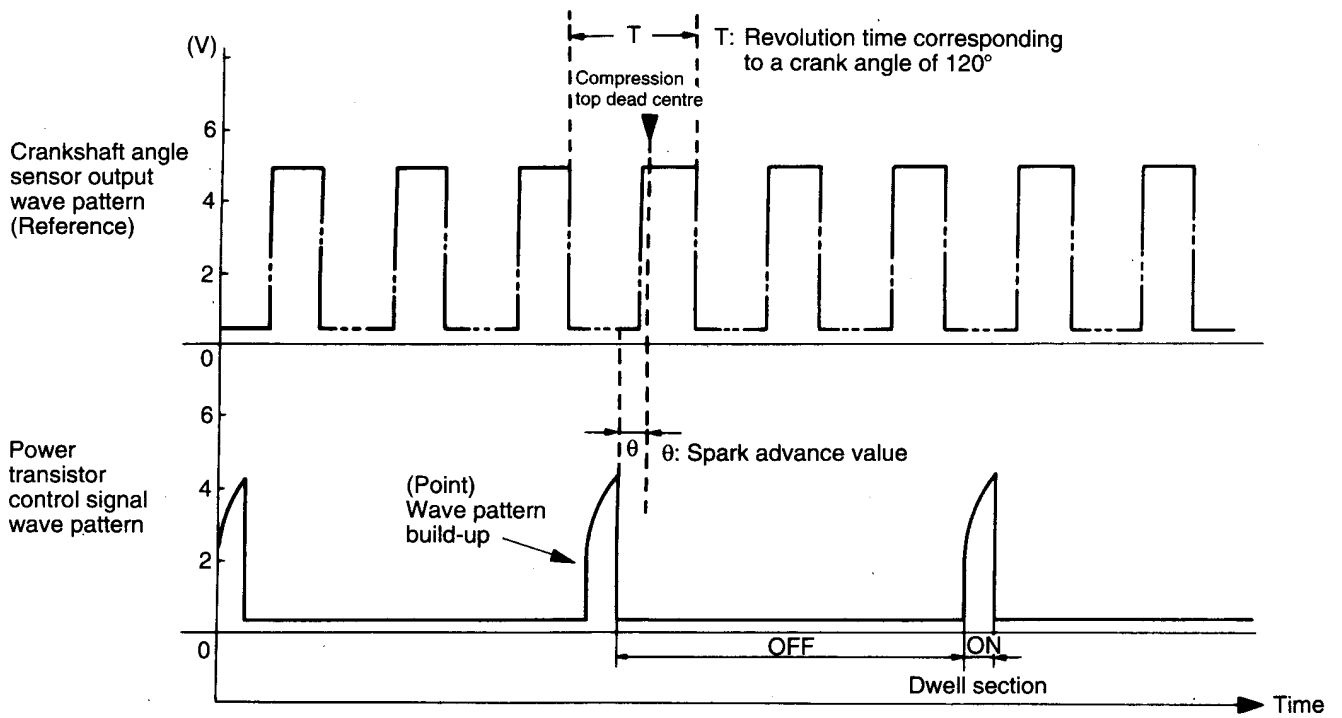 (V)
T
T: Revolution time corresponding
to a crank angle of 120°
Compression
top dead centre
6
Crankshaft angle
sensor output
wave pattern
(Reference)
4
2
0
6
Power
transistor
control signal
wave pattern
θ
θ: Spark advance value
4
(Point)
Wave pattern
build-up
2
0
OFF
ON
Dwell section
Time